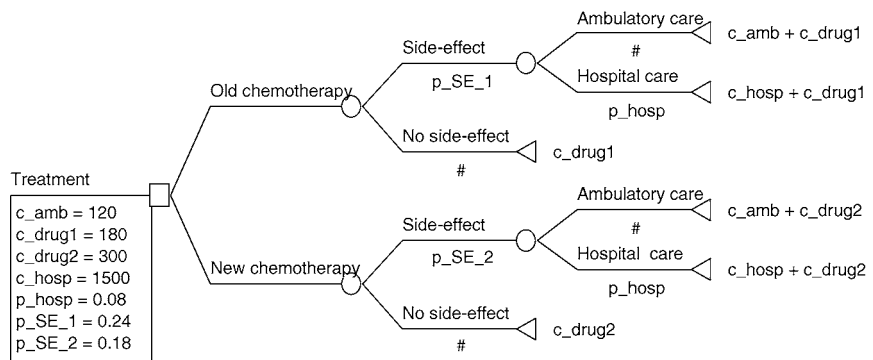 Ambulatory care
c_amb + c_drug1
#
Side-effect
p_SE_1
Hospital care
c_hosp + c_drug1
p_hosp
Old chemotherapy
No side-effect
c_drug1
#
Treatment
c_amb = 120
c_drug1 = 180
c_drug2 = 300
c_hosp = 1500
p_hosp = 0.08
p_SE_1 = 0.24
p_SE_2 = 0.18
Ambulatory care
c_amb + c_drug2
#
Side-effect
p_SE_2
Hospital care
c_hosp + c_drug2
p_hosp
New chemotherapy
No side-effect
c_drug2
#